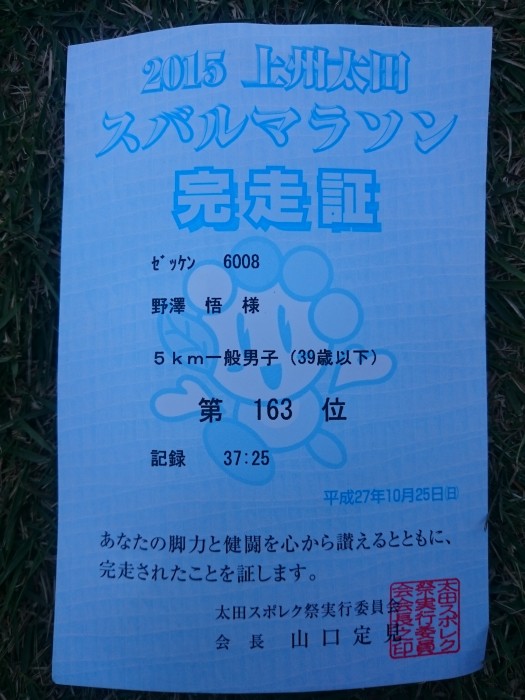 2015 上州太田
スバルマラソン
完走証
ｾﾞｯｹﾝ 6008
野澤 悟 様
５ｋｍ一般男子（39歳以下）
第 163 位
記録 37:25
平成27年10月25日(日)
あなたの脚力と健闘を心から讃えるとともに、
完走されたことを証します。
太田スポレク祭実行委員会
会 長 山 口 定 見
太田スポレク
祭実行委員
会会長之印